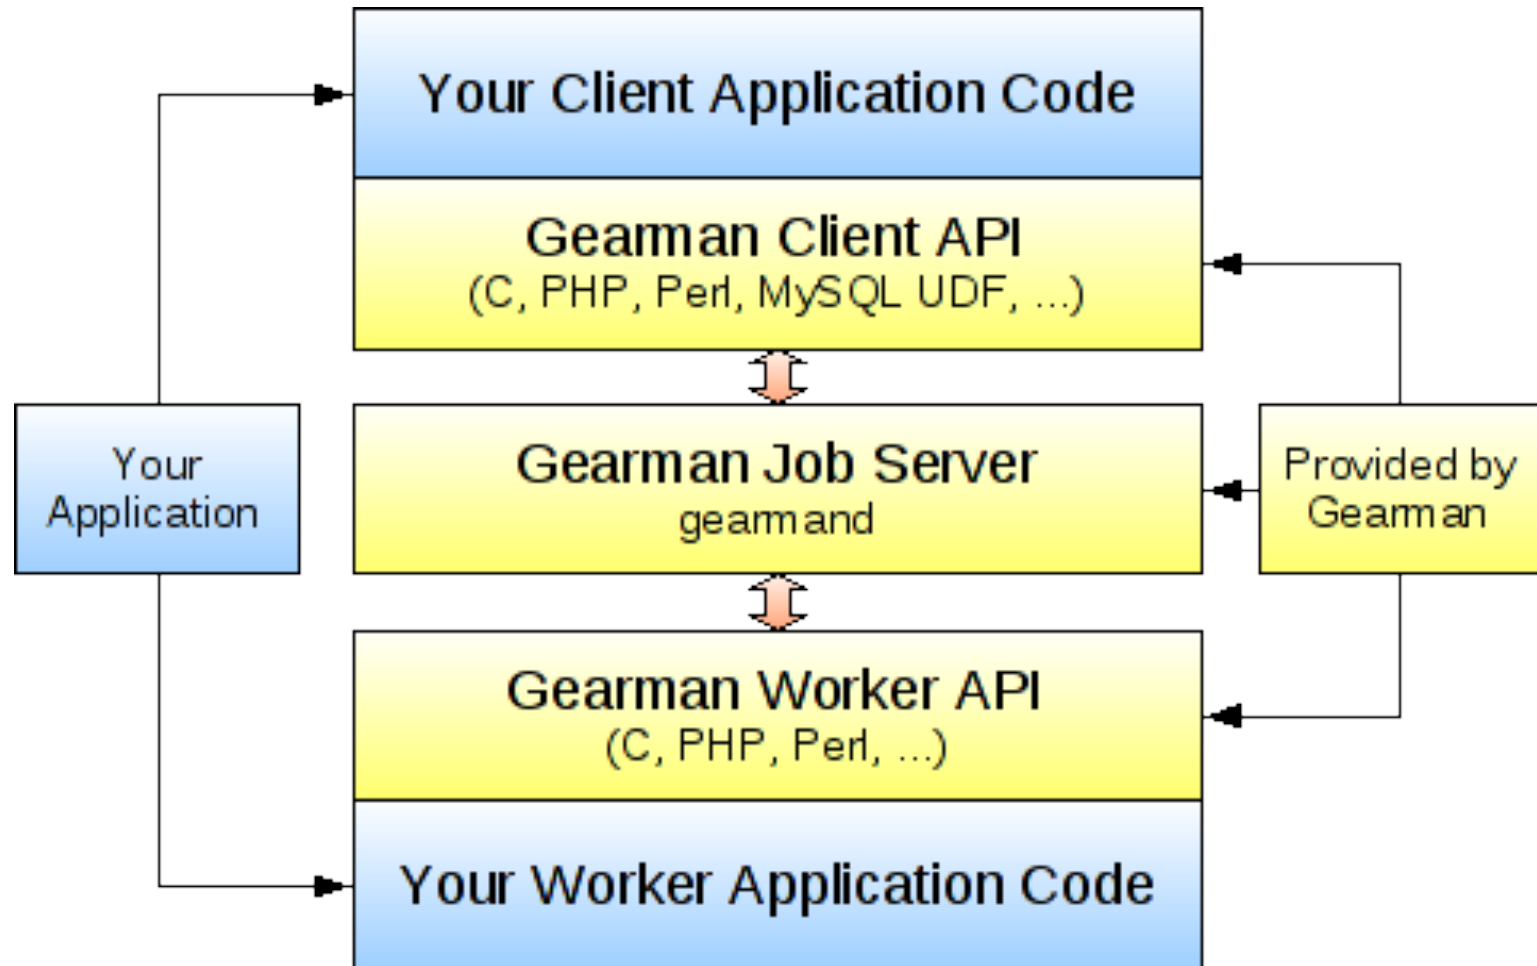 Your Client Application Code
Gearman Client API
(C, PHP, Perl, MySQL UDF, ...)
Your
Application
Gearman Job Server
gearmand
Provided by
Gearman
Gearman Worker API
(C, PHP, Perl, ...)
Your Worker Application Code